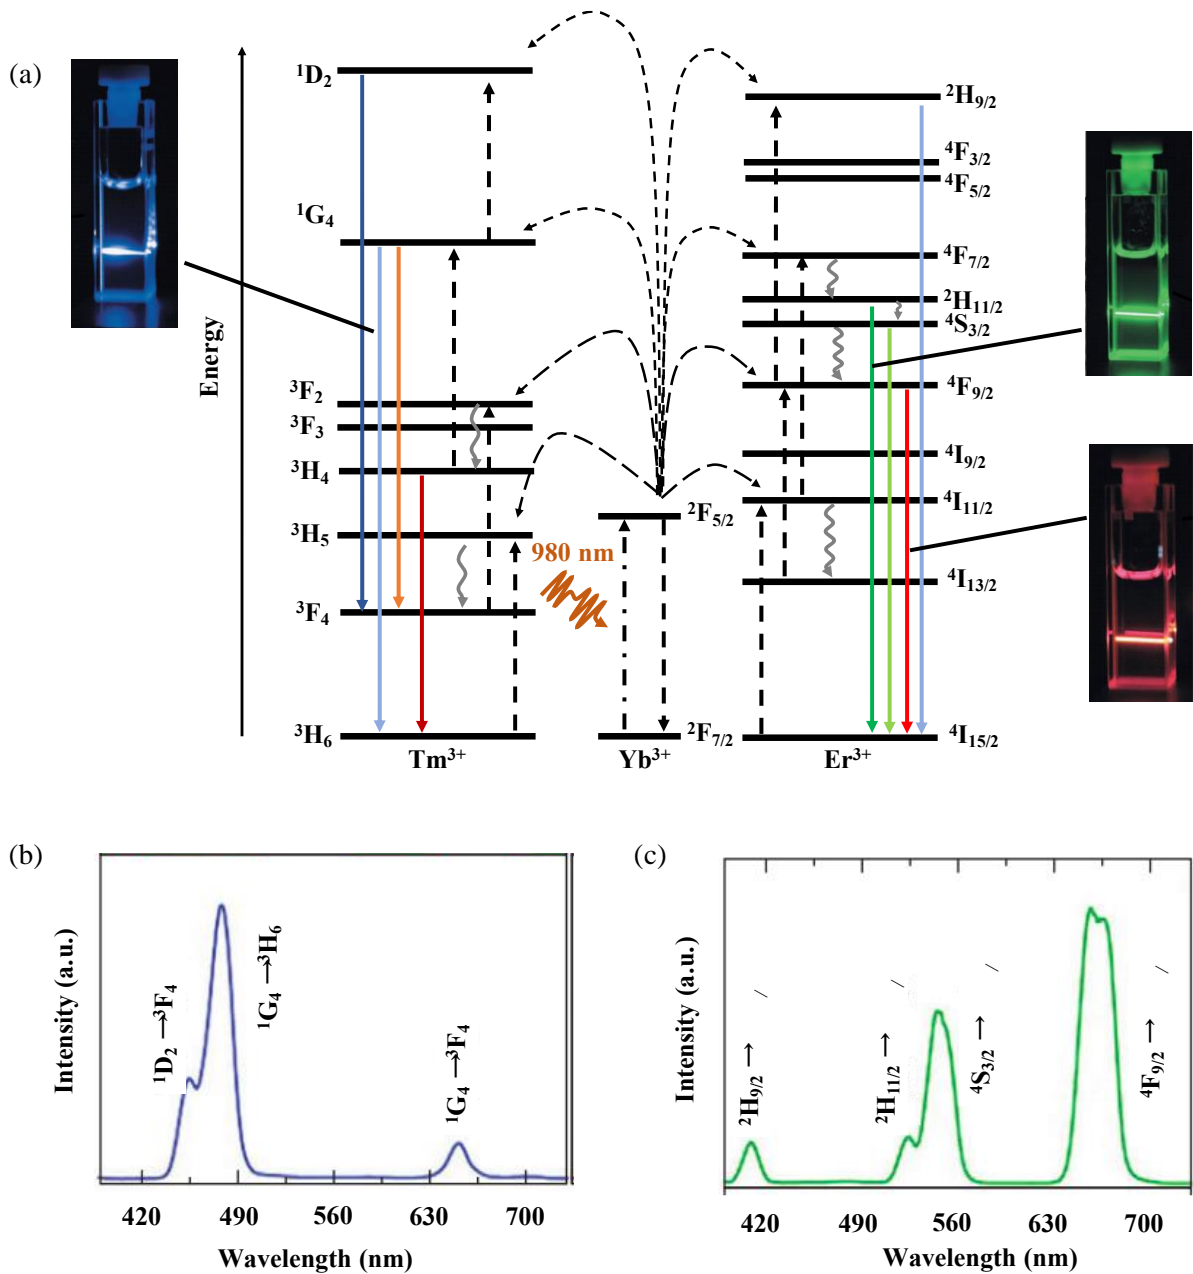 (a)
Energy
¹D₂
¹G₄
³F₂
³F₃
³H₄
³H₅
³F₄
³H₆
Tm³⁺
980 nm
²F₅/₂
²F₇/₂
Yb³⁺
²H₉/₂
⁴F₃/₂
⁴F₅/₂
⁴F₇/₂
²H₁₁/₂
⁴S₃/₂
⁴F₉/₂
⁴I₉/₂
⁴I₁₁/₂
⁴I₁₃/₂
⁴I₁₅/₂
Er³⁺
(b)
Intensity (a.u.)
¹D₂ → ³F₄
¹G₄ → ³H₆
¹G₄ → ³F₄
420 490 560 630 700
Wavelength (nm)
(c)
Intensity (a.u.)
²H₉/₂ →
²H₁₁/₂ →
⁴S₃/₂ →
⁴F₉/₂ →
420 490 560 630 700
Wavelength (nm)